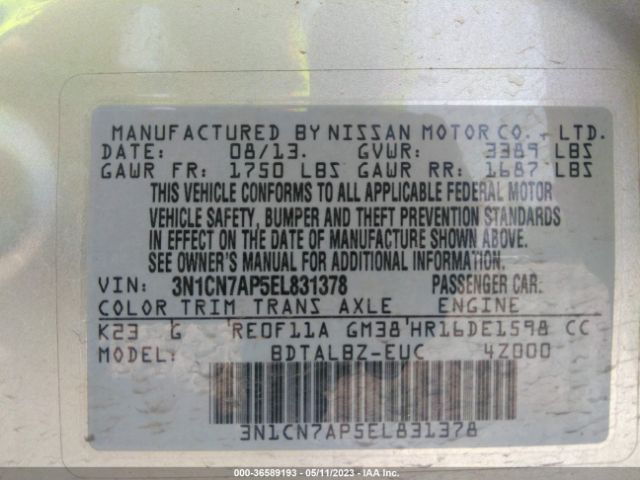 MANUFACTURED BY NISSAN MOTOR CO., LTD.
DATE: 08/13. GVWR: 3389 LBS
GAWR FR: 1750 LBS GAWR RR: 1687 LBS
THIS VEHICLE CONFORMS TO ALL APPLICABLE FEDERAL MOTOR
VEHICLE SAFETY, BUMPER AND THEFT PREVENTION STANDARDS
IN EFFECT ON THE DATE OF MANUFACTURE SHOWN ABOVE.
SEE OWNER'S MANUAL FOR ADDITIONAL INFORMATION.
VIN: 3N1CN7AP5EL831378 PASSENGER CAR.
COLOR TRIM TRANS AXLE ENGINE
K23 G RE0F11A GM38 HR16DE1598 CC
MODEL: BDTALBZ-EUC 4Z000
3N1CN7AP5EL831378
000-36589193 - 05/11/2023 - IAA Inc.